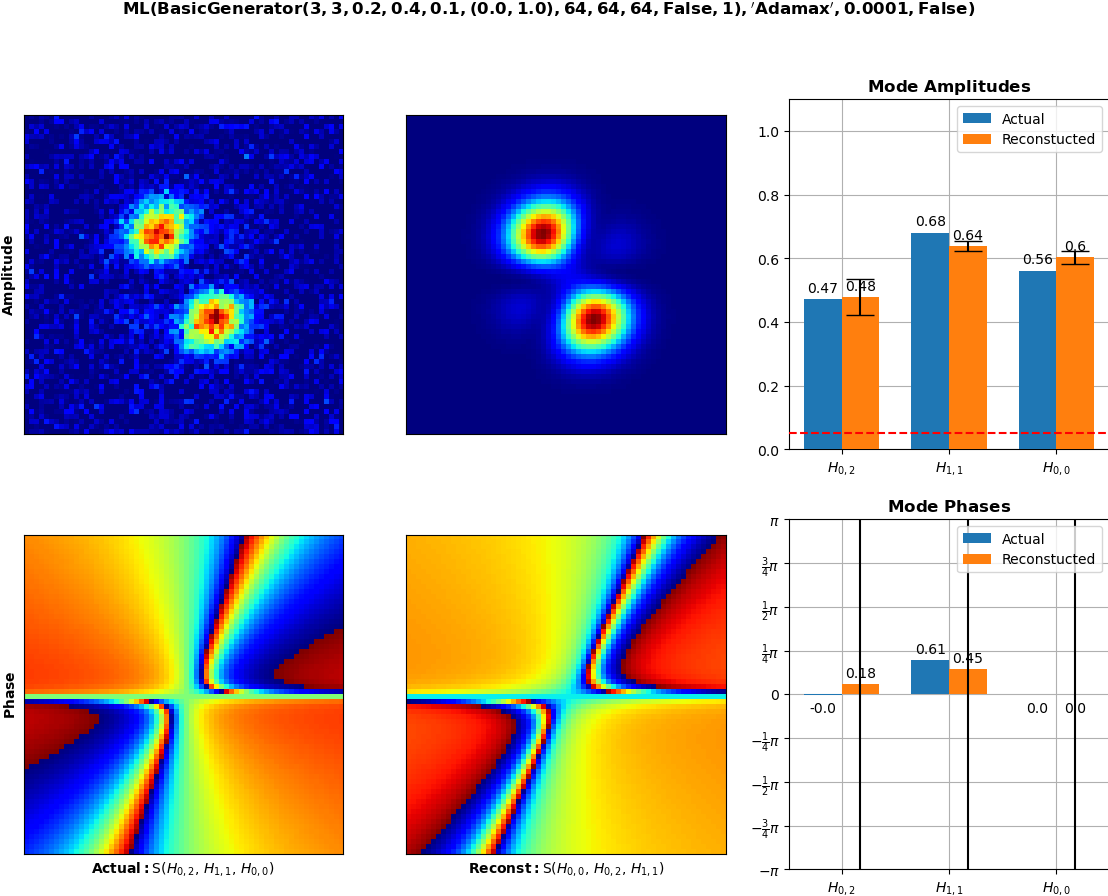 ML(BasicGenerator(3, 3, 0.2, 0.4, 0.1, (0.0, 1.0), 64, 64, 64, False, 1), ′Adamax′, 0.0001, False)
Amplitude
Mode Amplitudes
Actual
Reconstucted
1.0
0.8
0.6
0.4
0.2
0.0
0.47
0.48
0.68
0.64
0.56
0.6
H0, 2
H1, 1
H0, 0
Phase
Actual: S(H0, 2, H1, 1, H0, 0)
Reconst: S(H0, 0, H0, 2, H1, 1)
Mode Phases
Actual
Reconstucted
π
3/4π
1/2π
1/4π
0
−1/4π
−1/2π
−3/4π
−π
-0.0
0.18
0.61
0.45
0.0
0.0
H0, 2
H1, 1
H0, 0